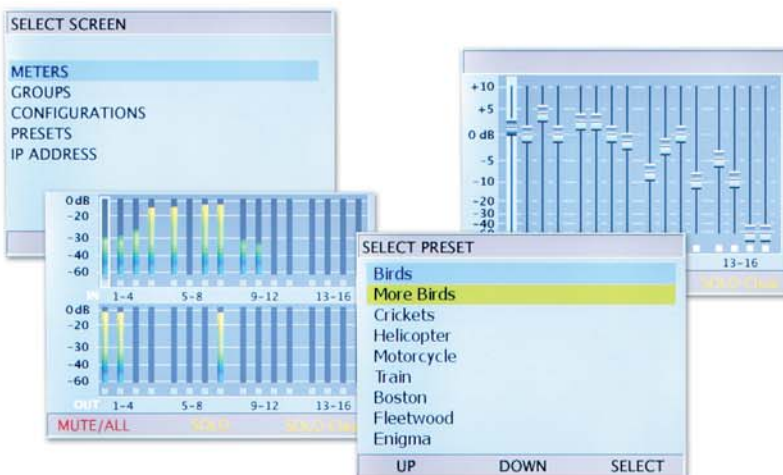 SELECT SCREEN
METERS
GROUPS
CONFIGURATIONS
PRESETS
IP ADDRESS
+10
+5
0 dB
-5
-10
-20
-30
-40
13-16
0 dB
-20
-30
-40
-60
IN 1-4 5-8 9-12 13-16
0 dB
-20
-30
-40
-60
OUT 1-4 5-8 9-12 13-16
MUTE/ALL SOLO SOLO Clear
SELECT PRESET
Birds
More Birds
Crickets
Helicopter
Motorcycle
Train
Boston
Fleetwood
Enigma
UP DOWN SELECT